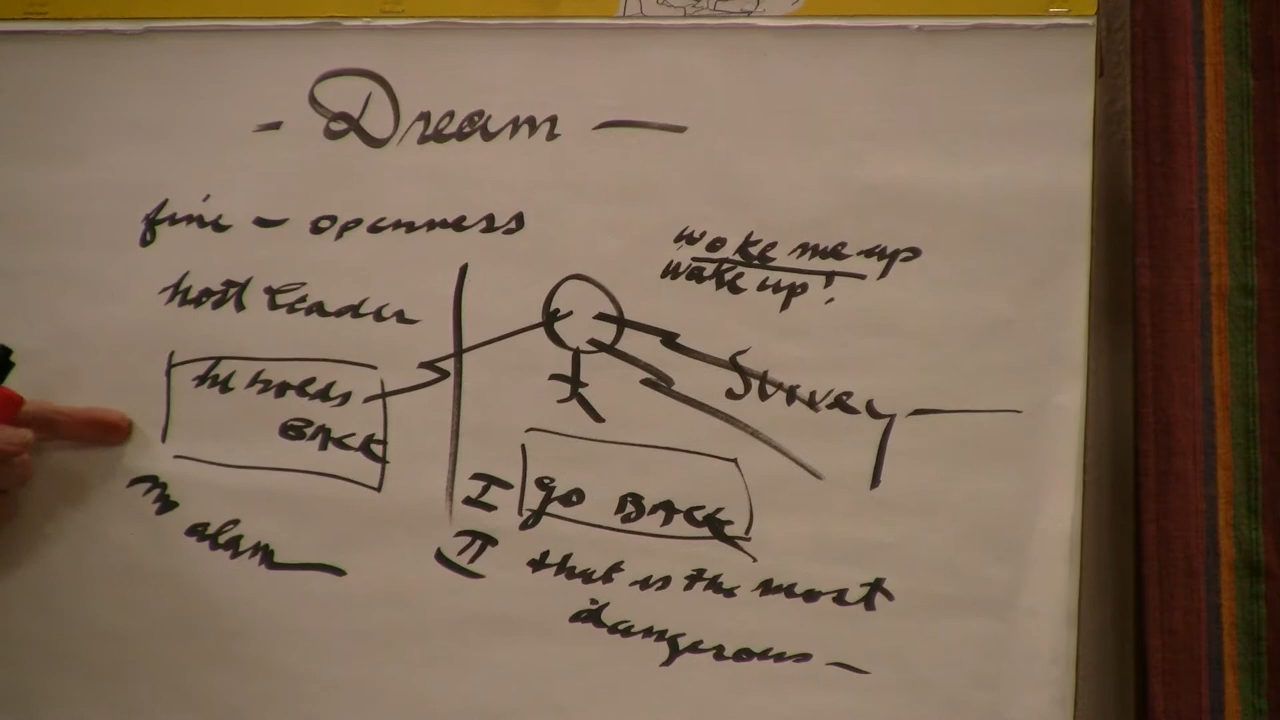 - Dream —
fine - openness
woke me up
wake up!
host leader
he holds
BACK
Survey
I go BACK
II that is the most
dangerous -
alarm